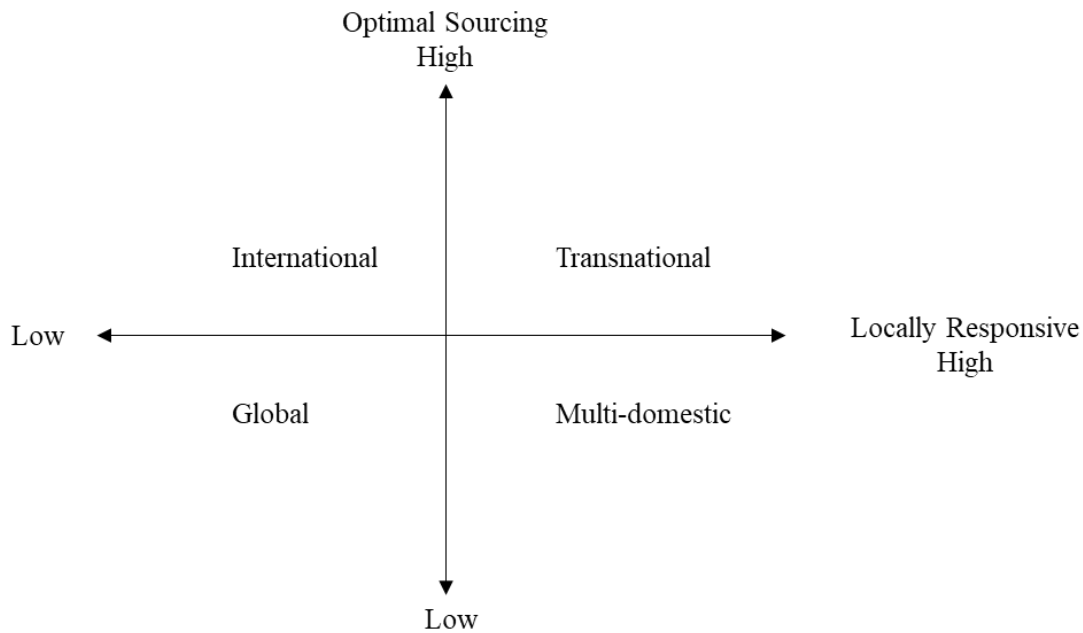 Optimal Sourcing
High
International
Transnational
Low
Locally Responsive
High
Global
Multi-domestic
Low